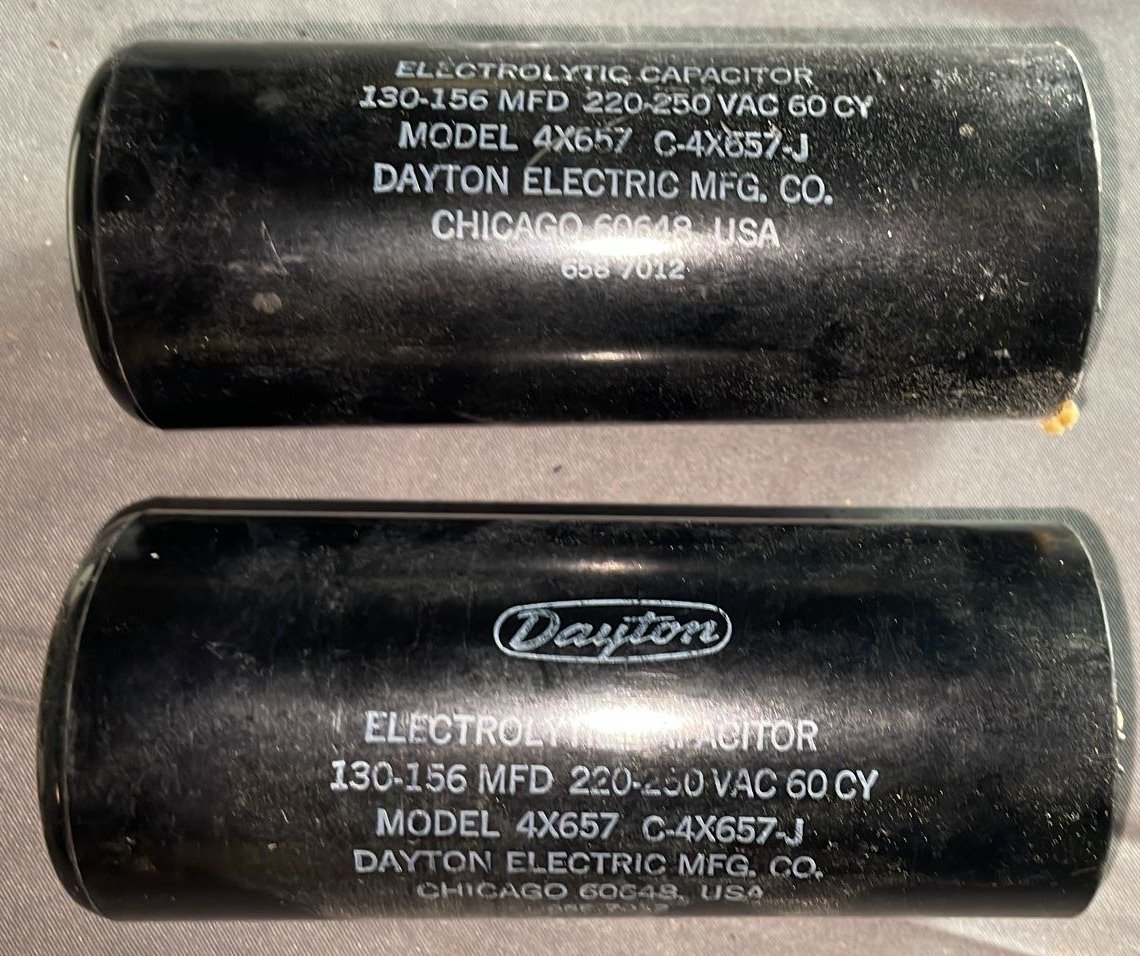 ELECTROLYTIC CAPACITOR
130-156 MFD 220-250 VAC 60 CY
MODEL 4X657 C-4X657-J
DAYTON ELECTRIC MFG. CO.
CHICAGO 60648, USA
658 7012
Dayton
ELECTROLYTIC CAPACITOR
130-156 MFD 220-250 VAC 60 CY
MODEL 4X657 C-4X657-J
DAYTON ELECTRIC MFG. CO.
CHICAGO 60648, USA